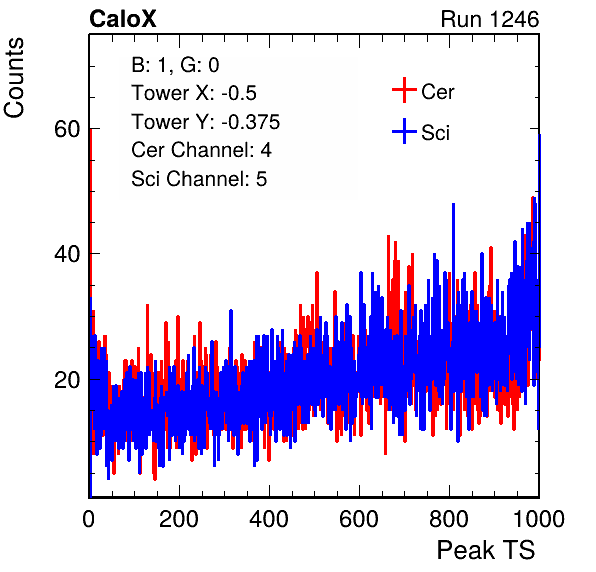 CaloX Run 1246
Counts
B: 1, G: 0
Tower X: -0.5
Tower Y: -0.375
Cer Channel: 4
Sci Channel: 5
Cer
Sci
60
40
20
0 200 400 600 800 1000
Peak TS